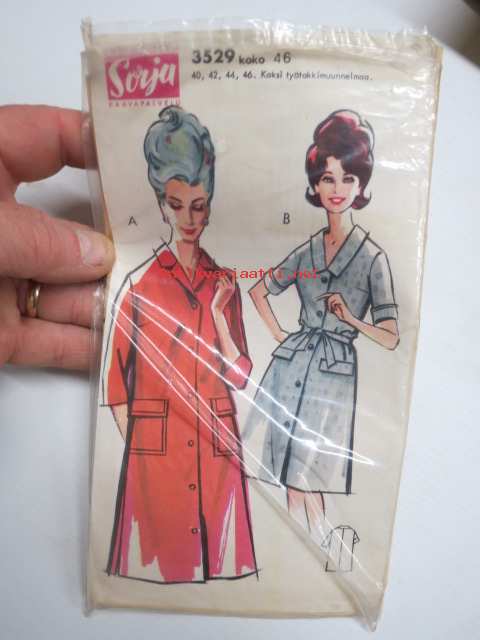 Sorja
KAAVAPALVELU
3529 koko 46
40, 42, 44, 46. Kaksi työtakkimuunnelmaa.
A
B